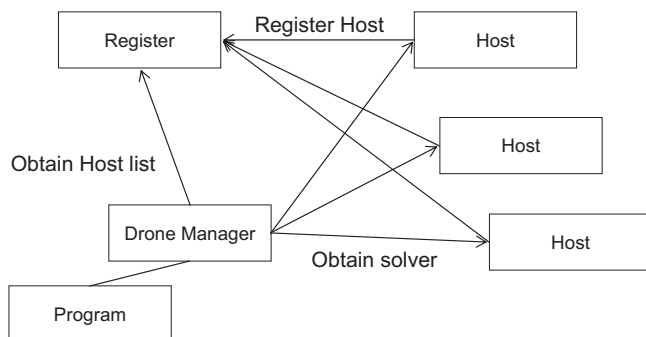 Register Host
Register
Host
Host
Obtain Host list
Drone Manager
Host
Obtain solver
Program